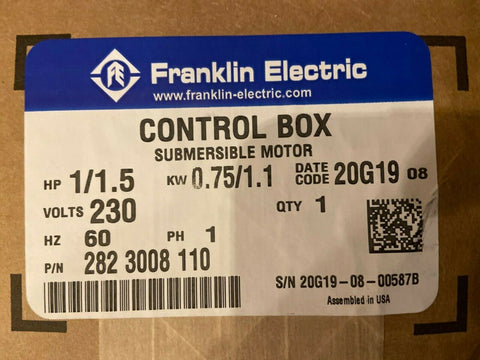 FE Franklin Electric
www.franklin-electric.com
CONTROL BOX
SUBMERSIBLE MOTOR
HP 1/1.5 KW 0.75/1.1 DATE CODE 20G19 08
VOLTS 230 QTY 1
HZ 60 PH 1
P/N 282 3008 110
S/N 20G19-08-00587B
Assembled in USA